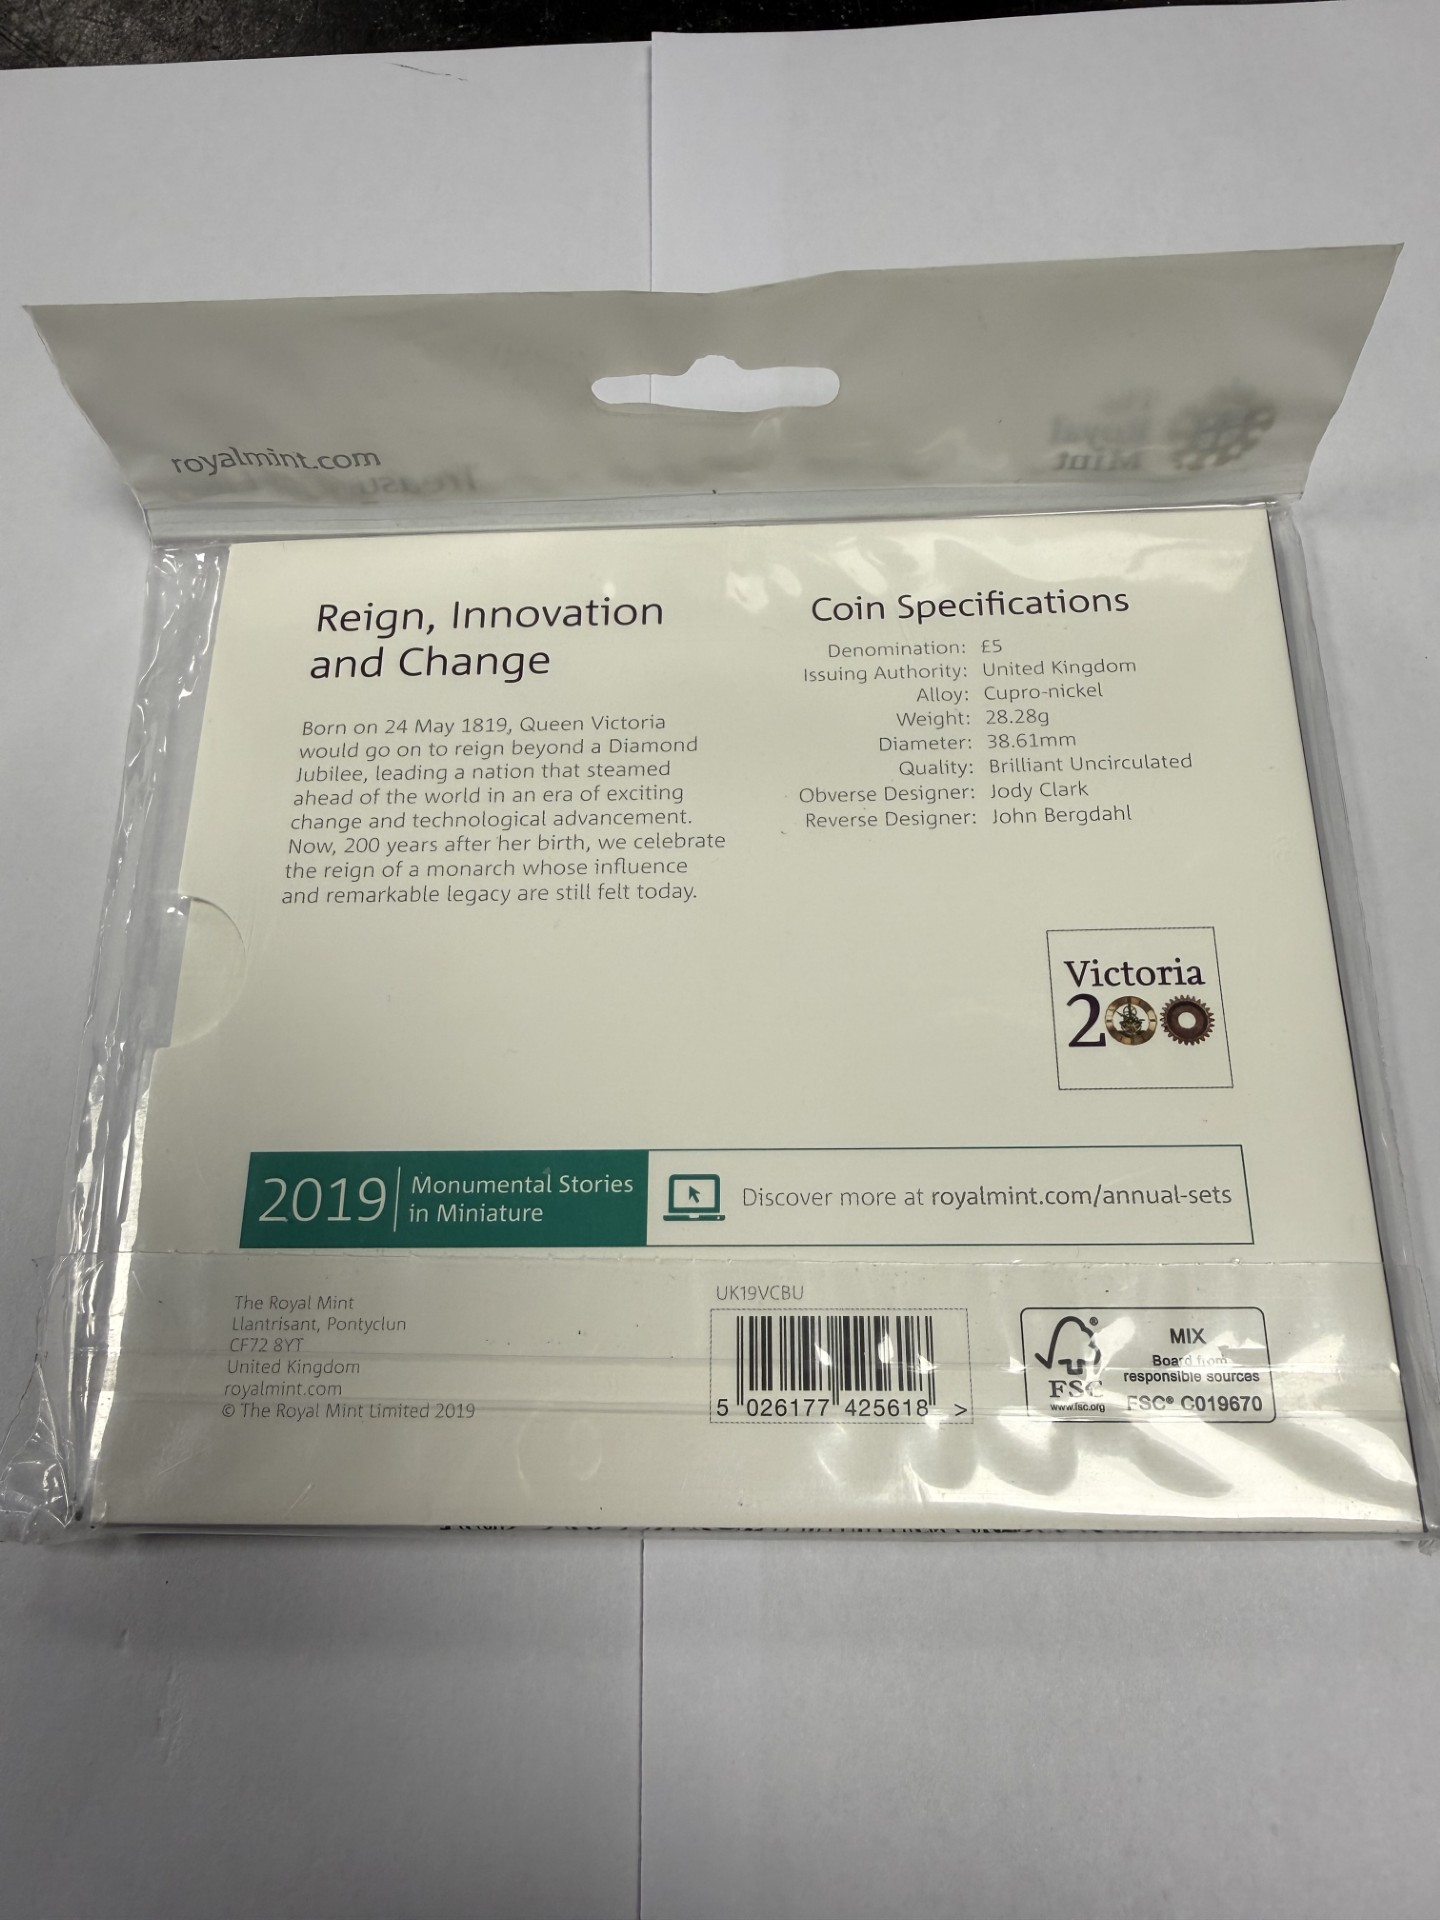 royalmint.com
The
Royal
Mint
Reign, Innovation
and Change
Born on 24 May 1819, Queen Victoria
would go on to reign beyond a Diamond
Jubilee, leading a nation that steamed
ahead of the world in an era of exciting
change and technological advancement.
Now, 200 years after her birth, we celebrate
the reign of a monarch whose influence
and remarkable legacy are still felt today.
Coin Specifications
Denomination: £5
Issuing Authority: United Kingdom
Alloy: Cupro-nickel
Weight: 28.28g
Diameter: 38.61mm
Quality: Brilliant Uncirculated
Obverse Designer: Jody Clark
Reverse Designer: John Bergdahl
Victoria
200
2019
Monumental Stories
in Miniature
Discover more at royalmint.com/annual-sets
The Royal Mint
Llantrisant, Pontyclun
CF72 8YT
United Kingdom
royalmint.com
© The Royal Mint Limited 2019
UK19VCBU
5 026177 425618 >
FSC
www.fsc.org
MIX
Board from
responsible sources
FSC® C019670